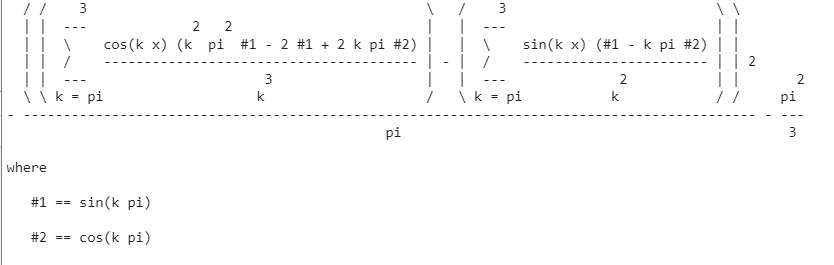 / /    3                                          \   /    3                            \ \
| |   ---              2   2                      |   |   ---                           | |
| |   \    cos(k x) (k  pi  #1 - 2 #1 + 2 k pi #2) |   |   \    sin(k x) (#1 - k pi #2) | |
| |   /    --------------------------------------- | - |   /    ----------------------- | | 2
| |   ---                  3                      |   |   ---            2              | |        2
\ \ k = pi                k                       /   \ k = pi          k               / /      pi
- --------------------------------------------------------------------------------------------- - ---
                                               pi                                                  3
where
#1 == sin(k pi)
#2 == cos(k pi)